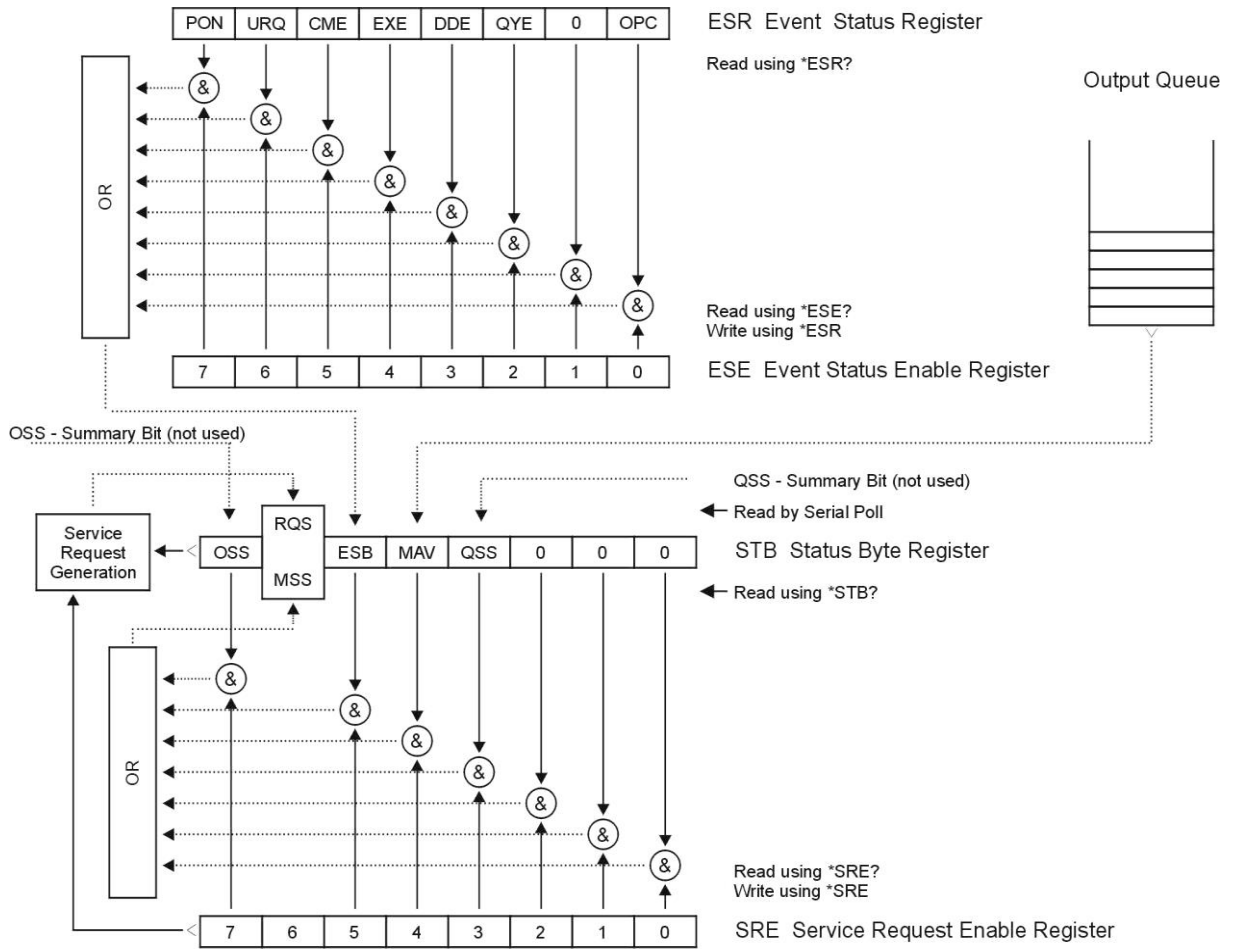 PON URQ CME EXE DDE QYE 0 OPC
ESR Event Status Register
Read using *ESR?
Output Queue
&
&
&
&
&
&
&
&
OR
Read using *ESE?
Write using *ESR
7 6 5 4 3 2 1 0
ESE Event Status Enable Register
OSS - Summary Bit (not used)
QSS - Summary Bit (not used)
Read by Serial Poll
Service
Request
Generation
RQS
OSS ESB MAV QSS 0 0 0
STB Status Byte Register
MSS
Read using *STB?
&
&
&
&
&
&
&
OR
Read using *SRE?
Write using *SRE
7 6 5 4 3 2 1 0
SRE Service Request Enable Register